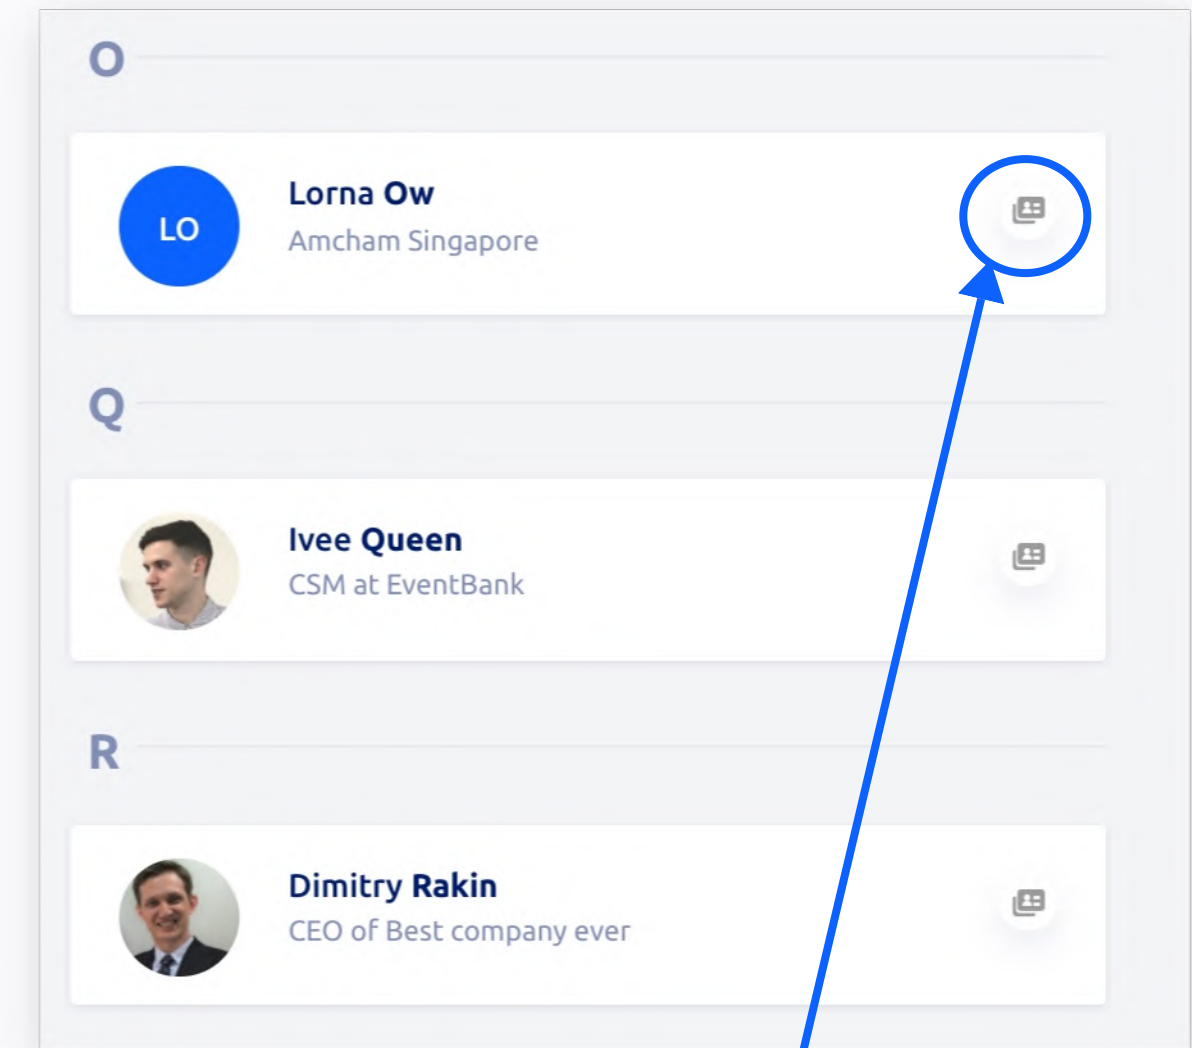 O
LO
Lorna Ow
Amcham Singapore
Q
Ivee Queen
CSM at EventBank
R
Dimitry Rakin
CEO of Best company ever